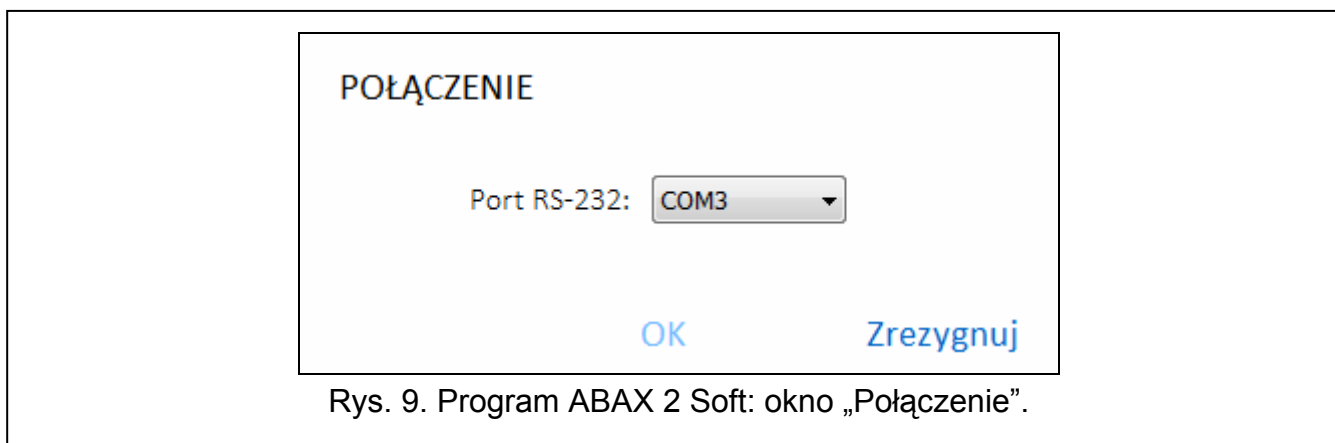 POŁĄCZENIE
Port RS-232: COM3
OK Zrezygnuj
Rys. 9. Program ABAX 2 Soft: okno „Połączenie”.